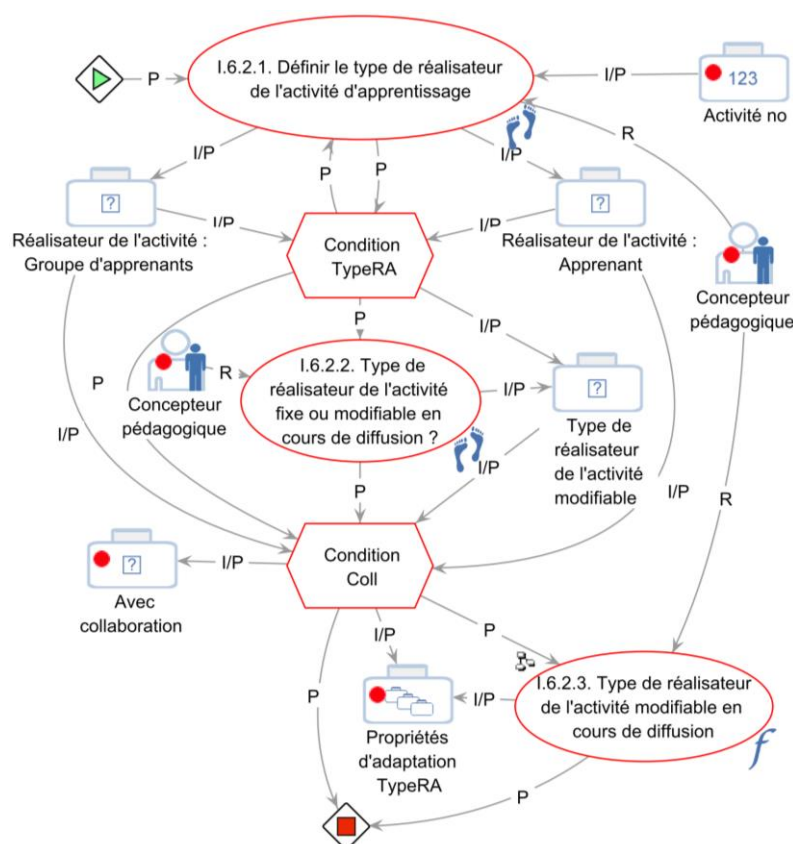 I.6.2.1. Définir le type de réalisateur
de l'activité d'apprentissage
P
I/P
123
Activité no
R
I/P
P
P
I/P
?
?
I/P
I/P
Réalisateur de l'activité :
Groupe d'apprenants
Condition
TypeRA
Réalisateur de l'activité :
Apprenant
Concepteur
pédagogique
P
I/P
P
R
Concepteur
pédagogique
I.6.2.2. Type de
réalisateur de l'activité
fixe ou modifiable en
cours de diffusion ?
I/P
?
Type de
réalisateur
de l'activité
modifiable
I/P
I/P
P
I/P
R
?
Avec
collaboration
I/P
Condition
Coll
P
I/P
P
I/P
Propriétés
d'adaptation
TypeRA
I.6.2.3. Type de réalisateur
de l'activité modifiable en
cours de diffusion
f
P